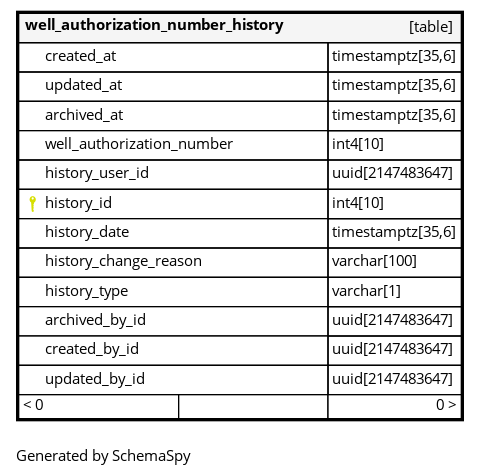 well_authorization_number_history [table]
created_at timestamptz[35,6]
updated_at timestamptz[35,6]
archived_at timestamptz[35,6]
well_authorization_number int4[10]
history_user_id uuid[2147483647]
history_id int4[10]
history_date timestamptz[35,6]
history_change_reason varchar[100]
history_type varchar[1]
archived_by_id uuid[2147483647]
created_by_id uuid[2147483647]
updated_by_id uuid[2147483647]
< 0 0 >
Generated by SchemaSpy